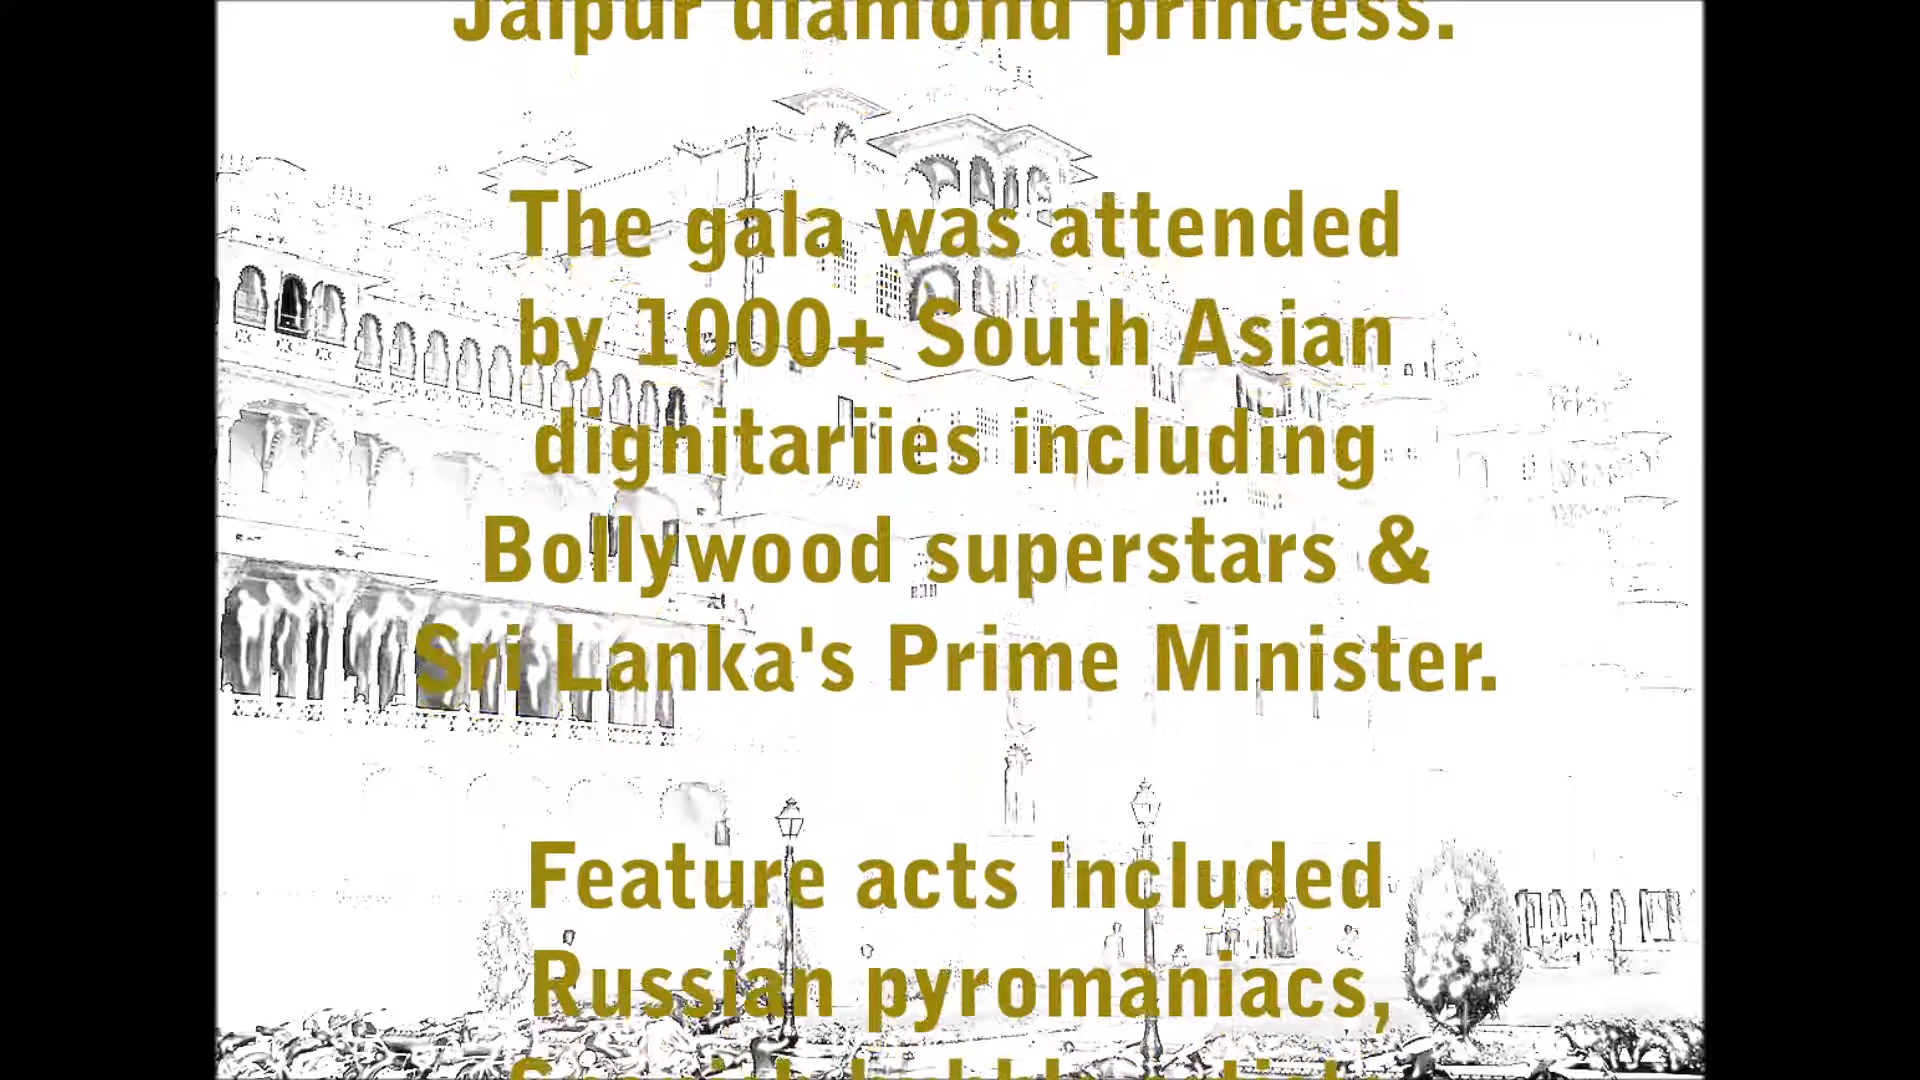 Jaipur diamond princess.
The gala was attended
by 1000+ South Asian
dignitariies including
Bollywood superstars &
Sri Lanka's Prime Minister.
Feature acts included
Russian pyromaniacs,